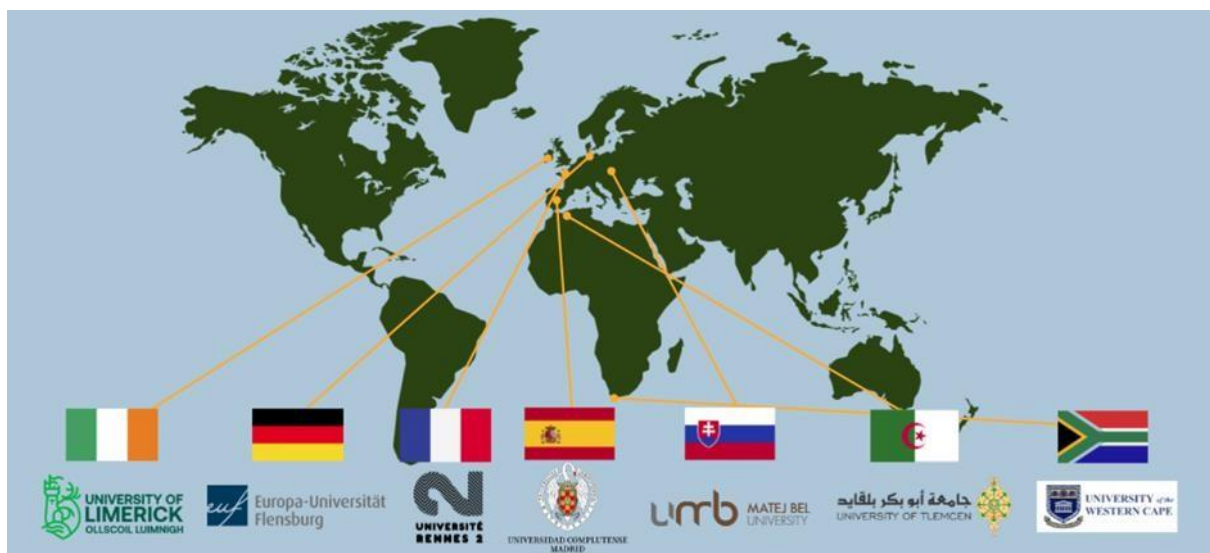 UNIVERSITY OF
LIMERICK
OLLSCOIL LUIMNIGH
euf
Europa-Universität
Flensburg
UNIVERSITÉ
RENNES 2
UNIVERSIDAD COMPLUTENSE
MADRID
umb
MATEJ BEL
UNIVERSITY
جامعة أبو بكر بلقايد
UNIVERSITY OF TLEMCEN
UNIVERSITY of the
WESTERN CAPE